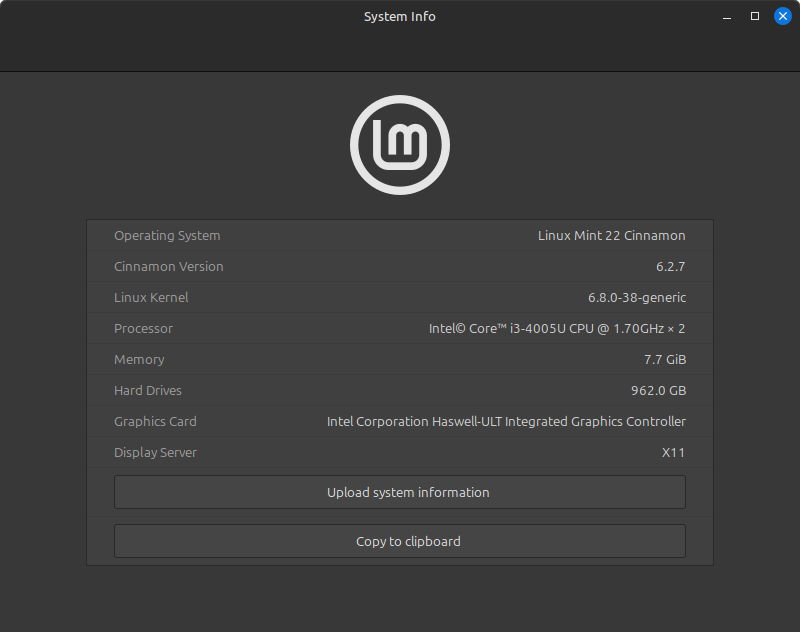 System Info
lm
Operating System Linux Mint 22 Cinnamon
Cinnamon Version 6.2.7
Linux Kernel 6.8.0-38-generic
Processor Intel© Core™ i3-4005U CPU @ 1.70GHz × 2
Memory 7.7 GiB
Hard Drives 962.0 GB
Graphics Card Intel Corporation Haswell-ULT Integrated Graphics Controller
Display Server X11
Upload system information
Copy to clipboard